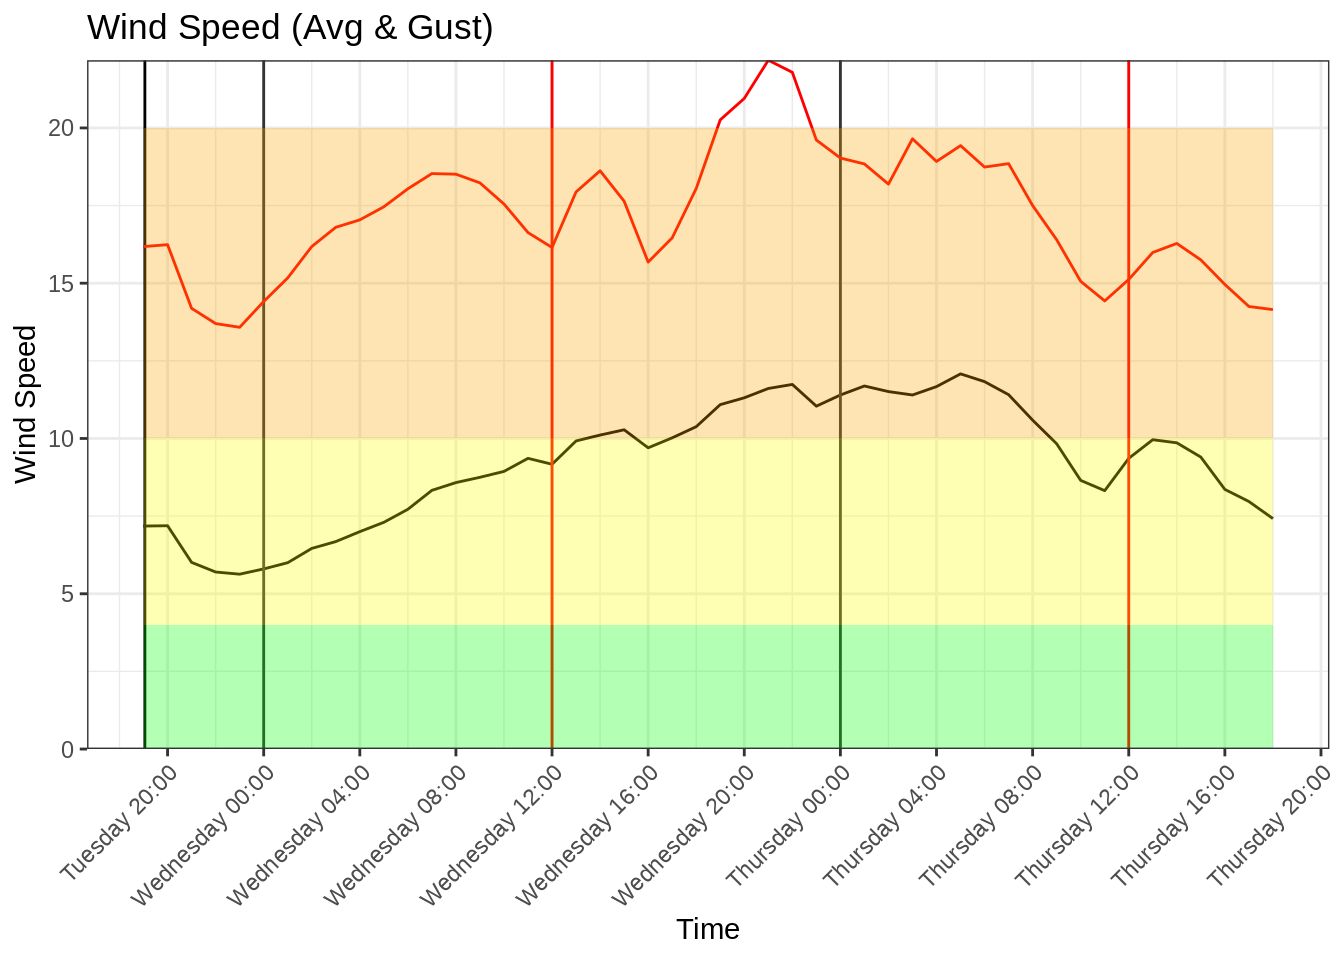 Wind Speed (Avg & Gust)
Wind Speed
20
15
10
5
0
Tuesday 20:00
Wednesday 00:00
Wednesday 04:00
Wednesday 08:00
Wednesday 12:00
Wednesday 16:00
Wednesday 20:00
Thursday 00:00
Thursday 04:00
Thursday 08:00
Thursday 12:00
Thursday 16:00
Thursday 20:00
Time